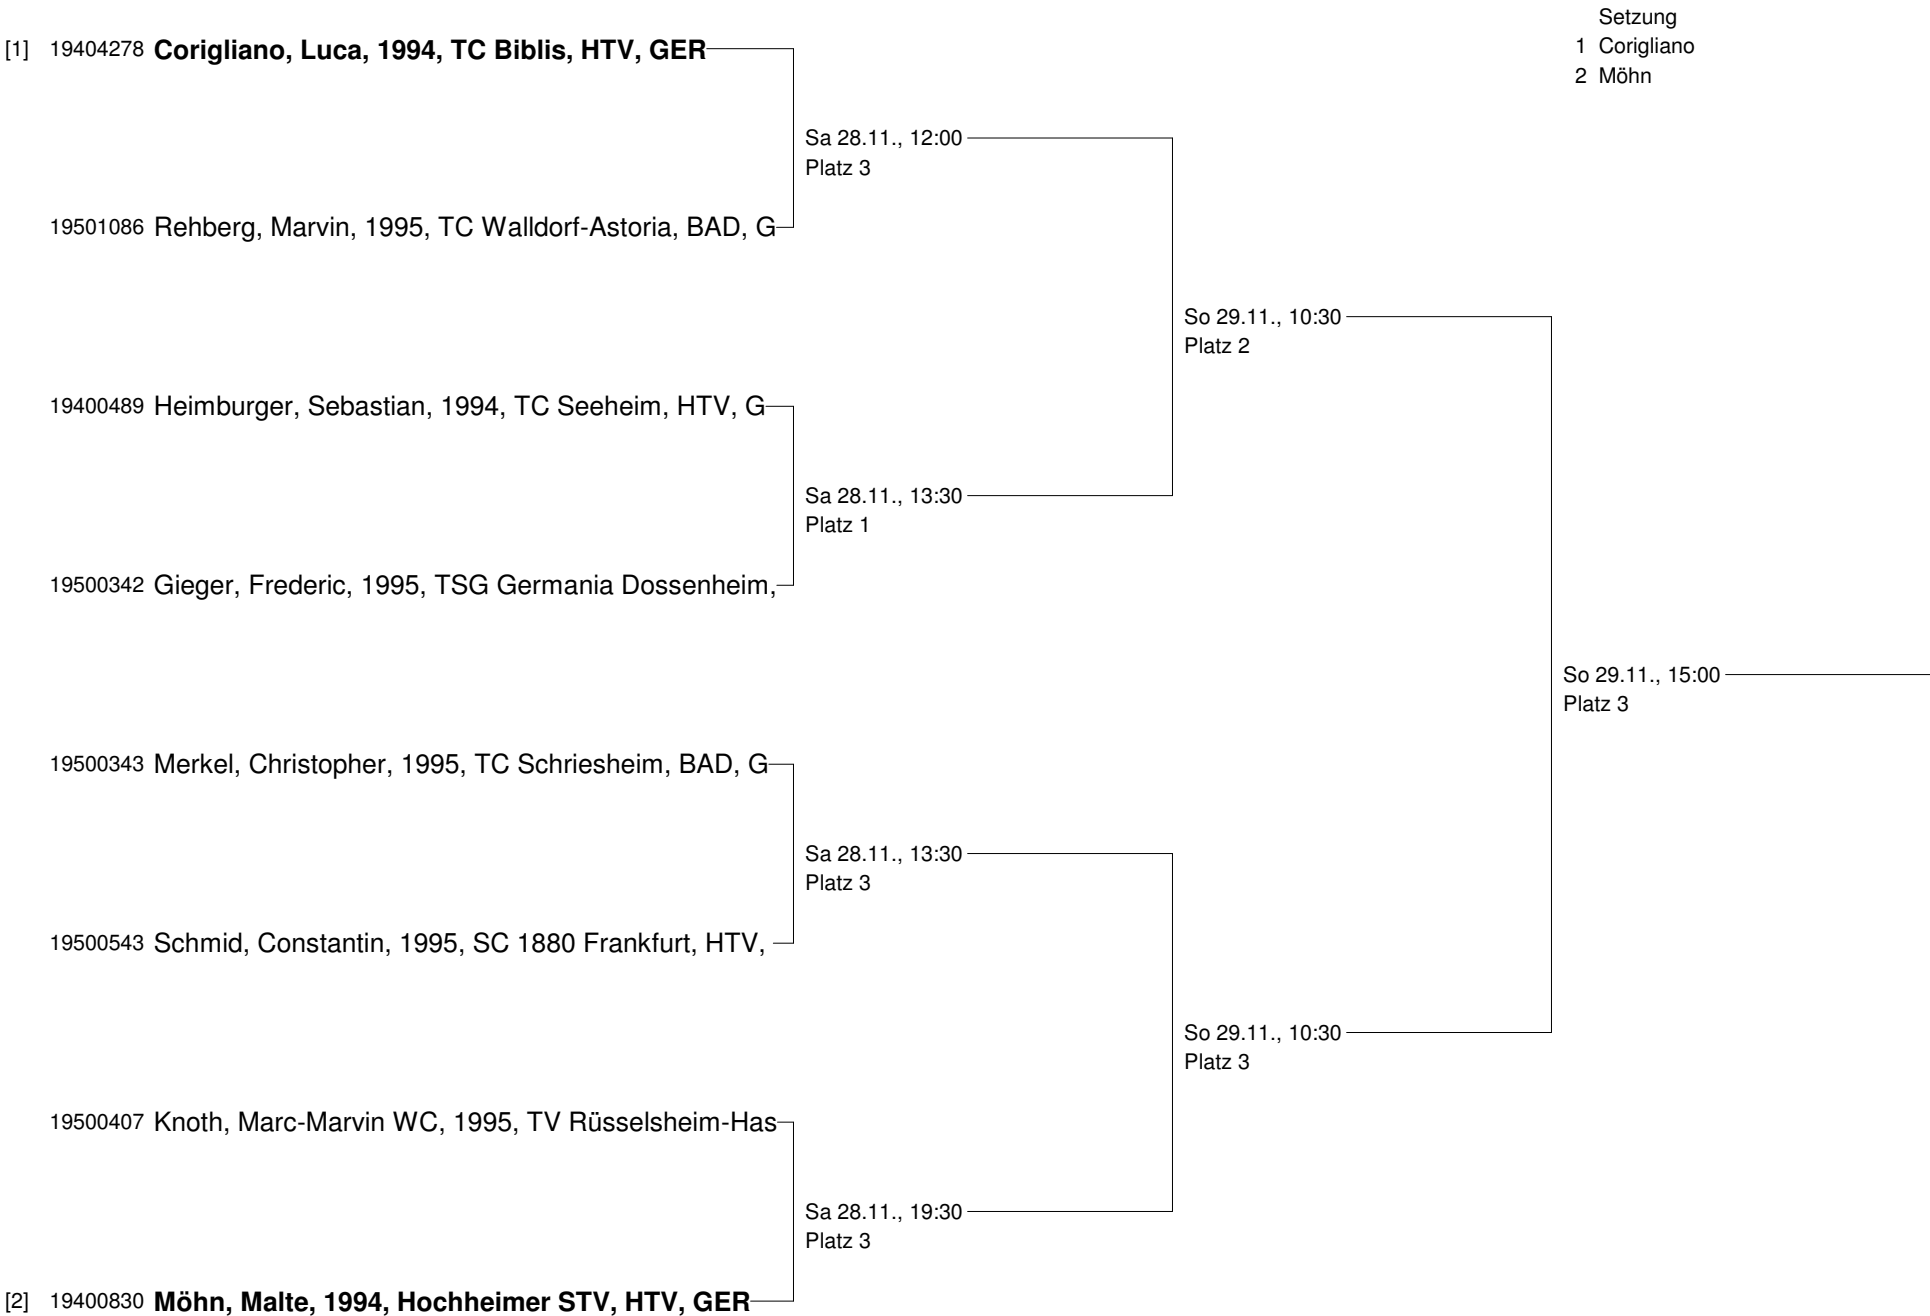 Setzung
1 Corigliano
2 Möhn
[1] 19404278 Corigliano, Luca, 1994, TC Biblis, HTV, GER
Sa 28.11., 12:00
Platz 3
19501086 Rehberg, Marvin, 1995, TC Walldorf-Astoria, BAD, G
So 29.11., 10:30
Platz 2
19400489 Heimburger, Sebastian, 1994, TC Seeheim, HTV, G
Sa 28.11., 13:30
Platz 1
19500342 Gieger, Frederic, 1995, TSG Germania Dossenheim,
So 29.11., 15:00
Platz 3
19500343 Merkel, Christopher, 1995, TC Schriesheim, BAD, G
Sa 28.11., 13:30
Platz 3
19500543 Schmid, Constantin, 1995, SC 1880 Frankfurt, HTV,
So 29.11., 10:30
Platz 3
19500407 Knoth, Marc-Marvin WC, 1995, TV Rüsselsheim-Has
Sa 28.11., 19:30
Platz 3
[2] 19400830 Möhn, Malte, 1994, Hochheimer STV, HTV, GER